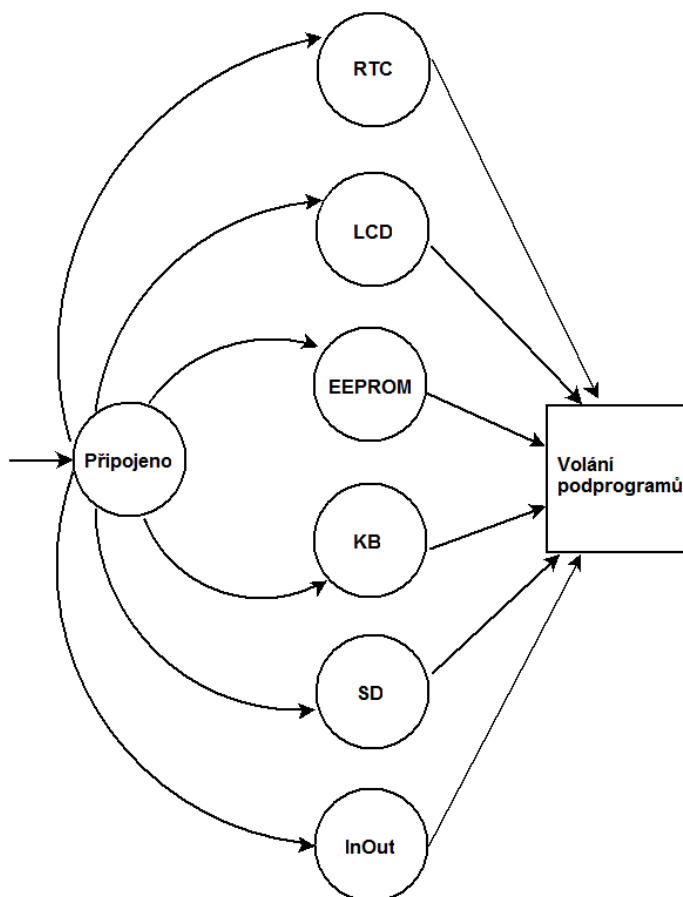 RTC
LCD
EEPROM
Připojeno
Volání
podprogramů
KB
SD
InOut